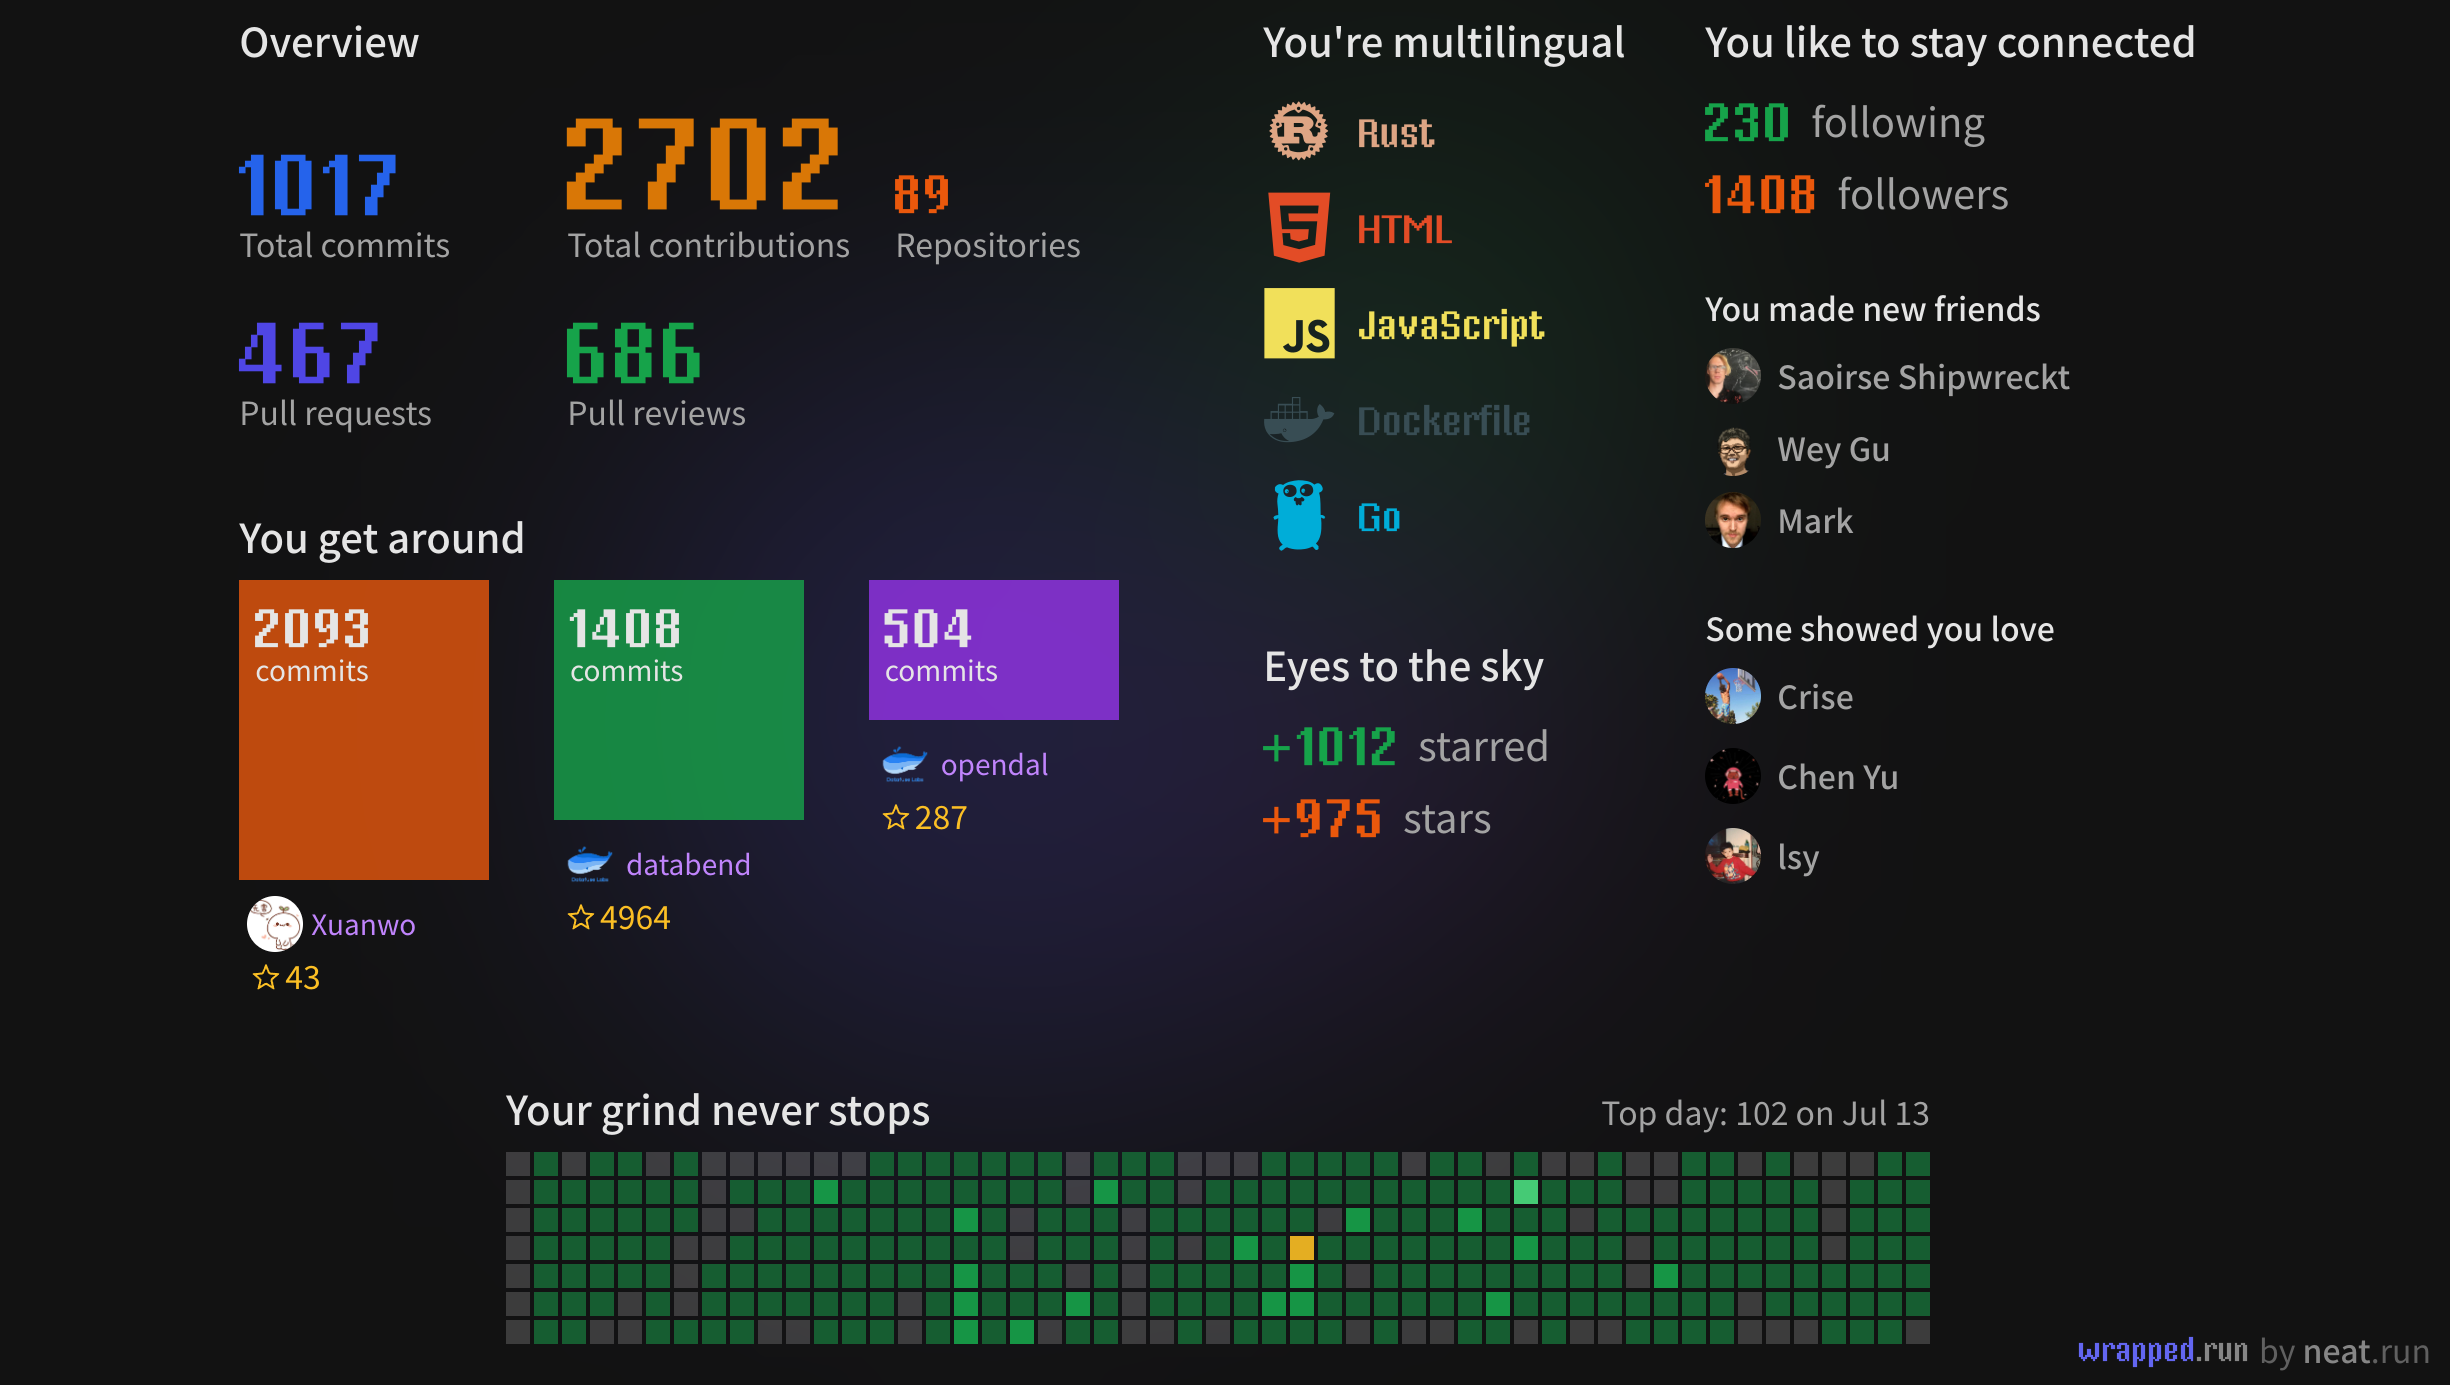 Overview
1017
Total commits
2702
Total contributions
89
Repositories
467
Pull requests
686
Pull reviews
You get around
2093
commits
Xuanwo
43
1408
commits
databend
4964
504
commits
opendal
287
You're multilingual
Rust
HTML
JS JavaScript
Dockerfile
Go
Eyes to the sky
+1012 starred
+975 stars
You like to stay connected
230 following
1408 followers
You made new friends
Saoirse Shipwreckt
Wey Gu
Mark
Some showed you love
Crise
Chen Yu
lsy
Your grind never stops
Top day: 102 on Jul 13
wrapped.run by neat.run